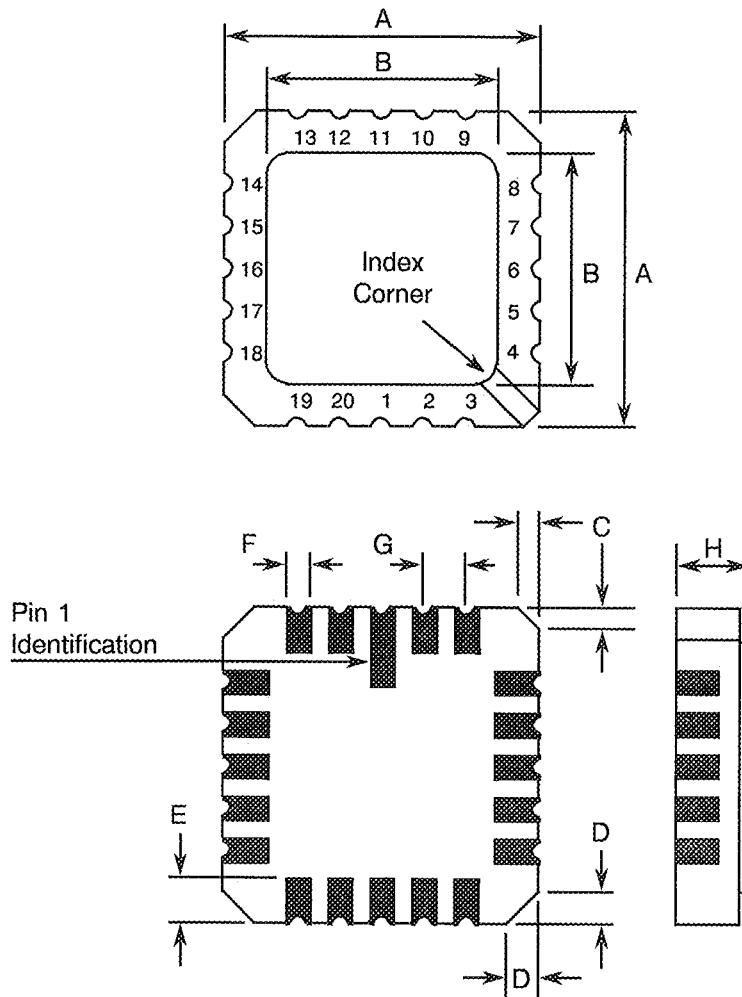 A
B
13 12 11 10 9
14 8
15 7
16 6
17 5
18 4
Index
Corner
B
A
19 20 1 2 3
F
G
C
H
Pin 1
Identification
E
D
D